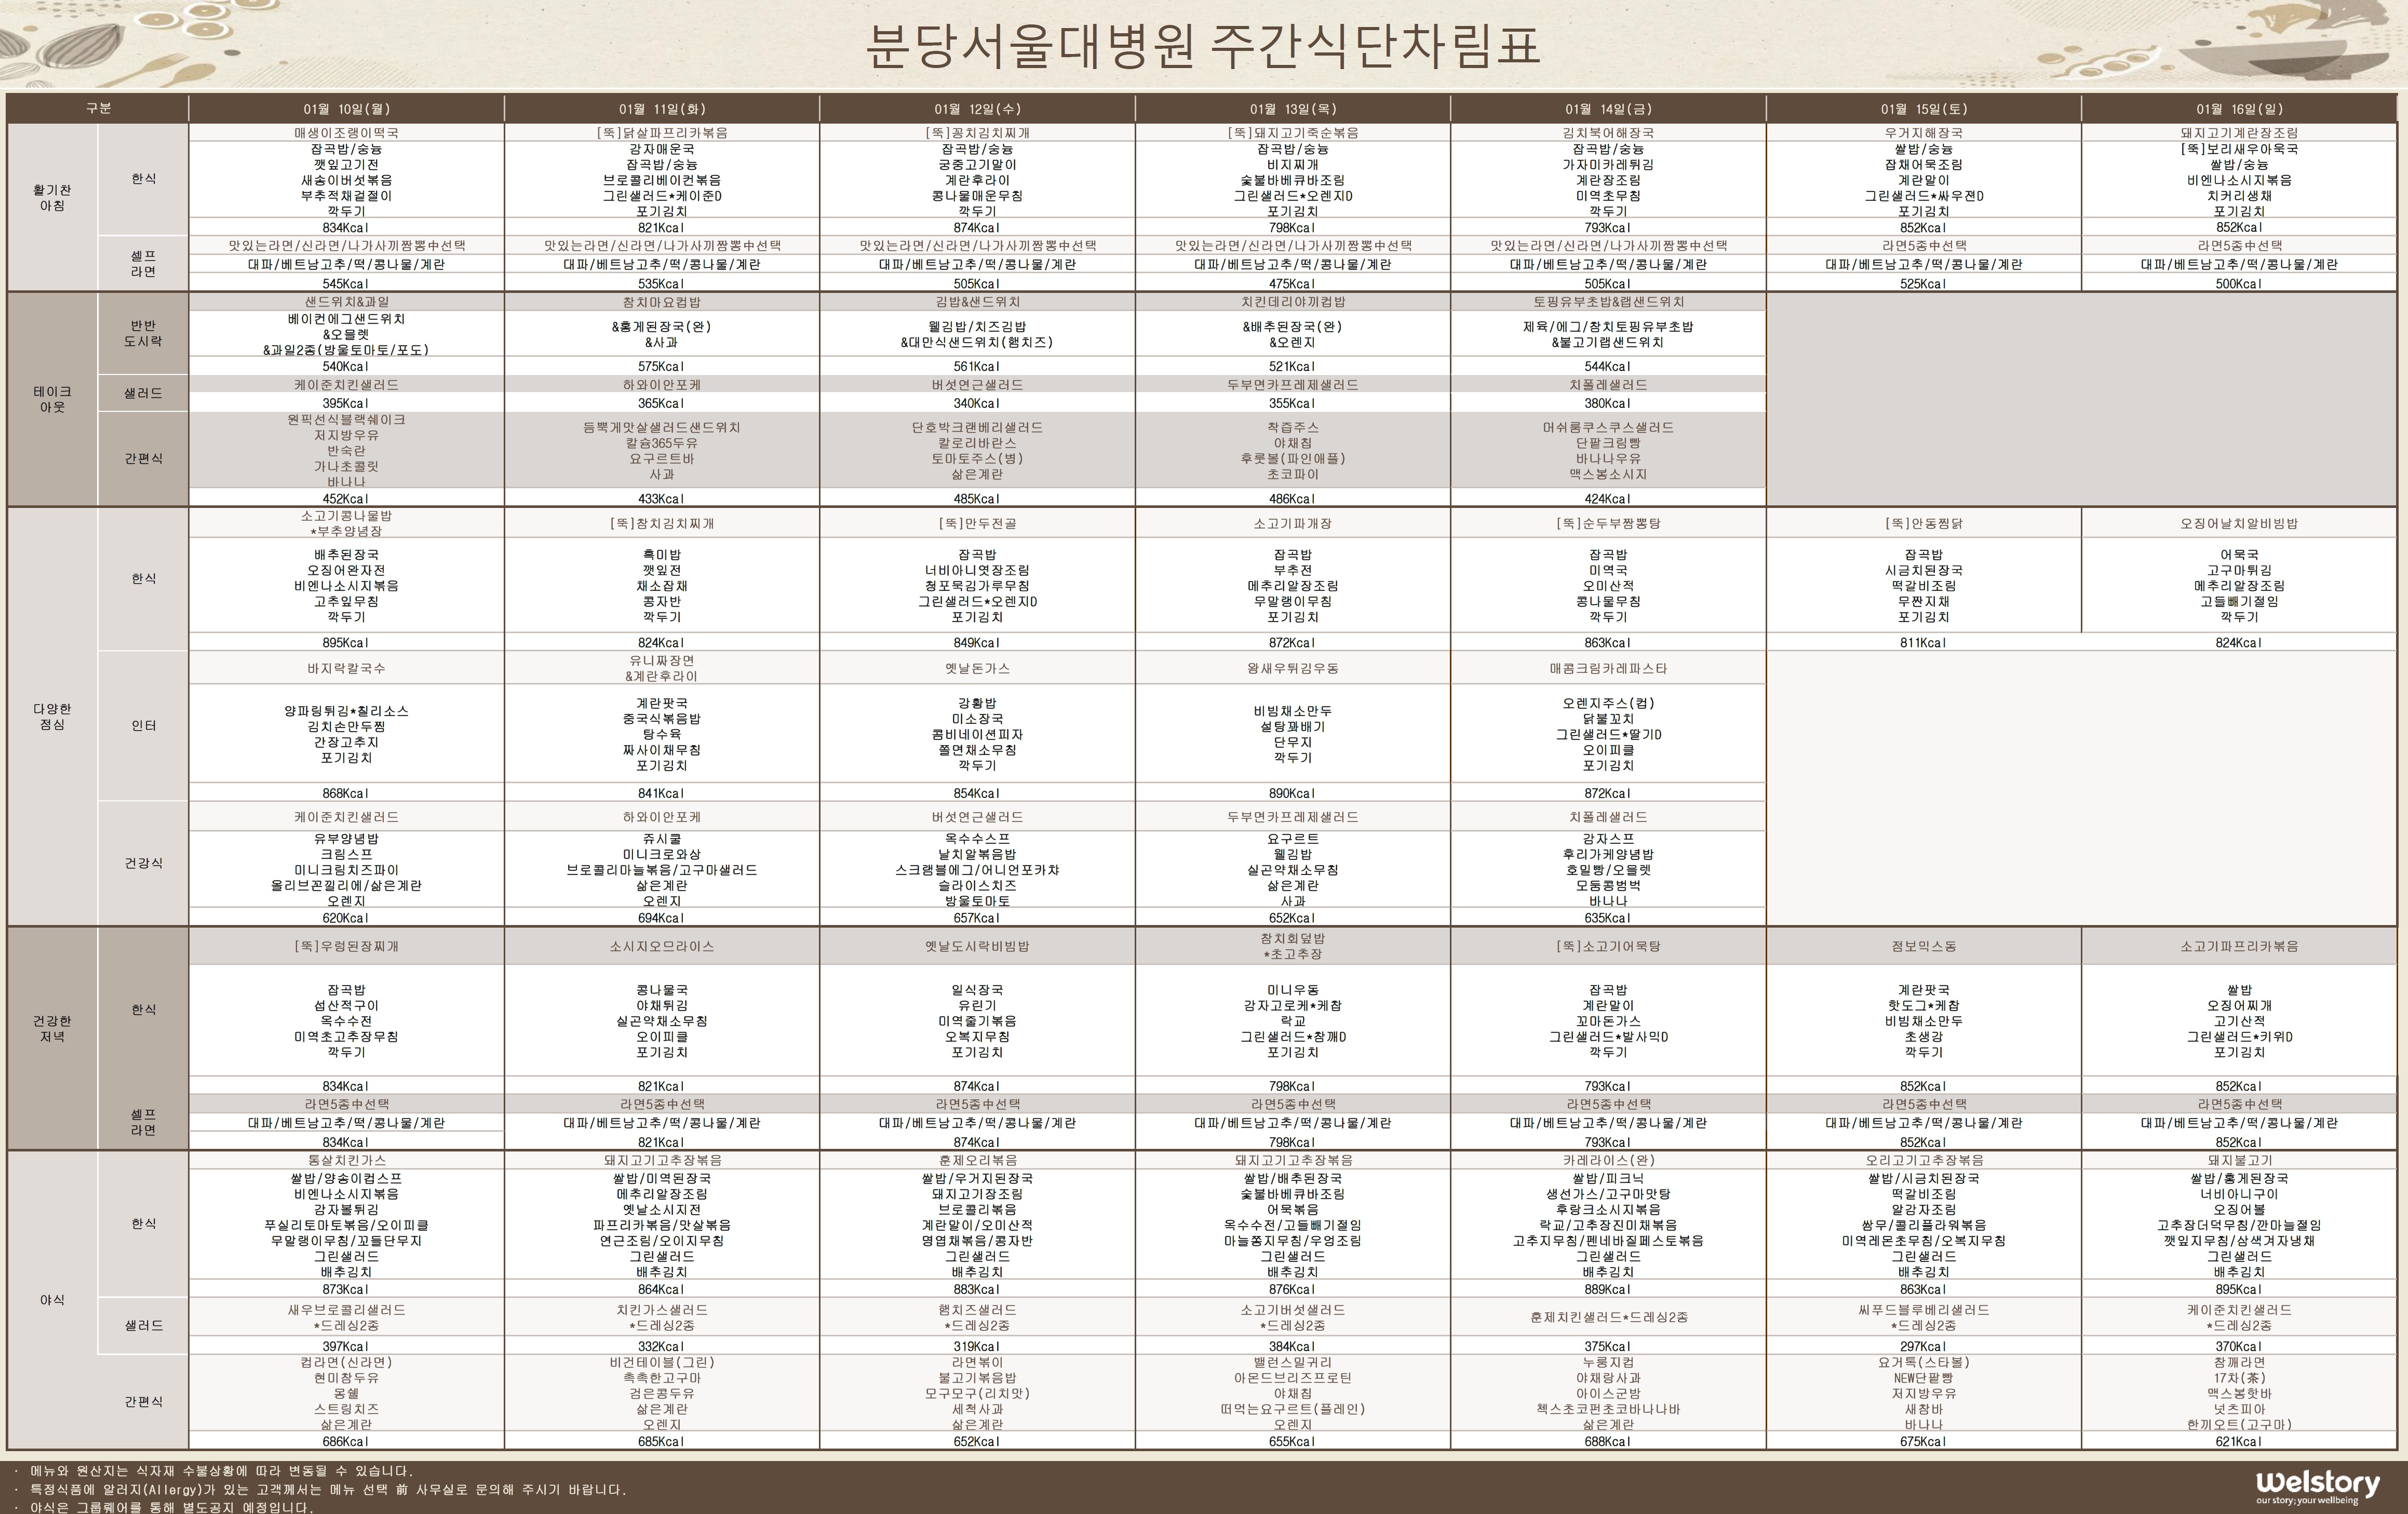 분당서울대병원 주간식단차림표
구분 01월 10일(월) 01월 11일(화) 01월 12일(수) 01월 13일(목) 01월 14일(금) 01월 15일(토) 01월 16일(일)
활기찬 아침
한식
매생이조랭이떡국 [뚝]닭살파프리카볶음 [뚝]꽁치김치찌개 [뚝]돼지고기죽순볶음 김치북어해장국 우거지해장국 돼지고기계란장조림
잡곡밥/숭늉 감자매운국 잡곡밥/숭늉 잡곡밥/숭늉 잡곡밥/숭늉 쌀밥/숭늉 [뚝]보리새우아욱국
깻잎고기전 잡곡밥/숭늉 궁중고기말이 비지찌개 가자미카레튀김 잡채어묵조림 쌀밥/숭늉
새송이버섯볶음 브로콜리베이컨볶음 계란후라이 숯불바베큐바조림 계란장조림 계란말이 비엔나소시지볶음
부추적채겉절이 그린샐러드*케이준D 콩나물매운무침 그린샐러드*오렌지D 미역초무침 그린샐러드*싸우젼D 치커리생채
깍두기 포기김치 깍두기 포기김치 깍두기 포기김치 포기김치
834Kcal 821Kcal 874Kcal 798Kcal 793Kcal 852Kcal 852Kcal
셀프 라면
맛있는라면/신라면/나가사끼짬뽕中선택 맛있는라면/신라면/나가사끼짬뽕中선택 맛있는라면/신라면/나가사끼짬뽕中선택 맛있는라면/신라면/나가사끼짬뽕中선택 맛있는라면/신라면/나가사끼짬뽕中선택 라면5종中선택 라면5종中선택
대파/베트남고추/떡/콩나물/계란 대파/베트남고추/떡/콩나물/계란 대파/베트남고추/떡/콩나물/계란 대파/베트남고추/떡/콩나물/계란 대파/베트남고추/떡/콩나물/계란 대파/베트남고추/떡/콩나물/계란 대파/베트남고추/떡/콩나물/계란
545Kcal 535Kcal 505Kcal 475Kcal 505Kcal 525Kcal 500Kcal
테이크 아웃
반반 도시락
샌드위치&과일 참치마요컵밥 김밥&샌드위치 치킨데리야끼컵밥 토핑유부초밥&랩샌드위치
베이컨에그샌드위치 &홍게된장국(완) 웰김밥/치즈김밥 &배추된장국(완) 제육/에그/참치토핑유부초밥
&오믈렛 &사과 &대만식샌드위치(햄치즈) &오렌지 &불고기랩샌드위치
&과일2종(방울토마토/포도)
540Kcal 575Kcal 561Kcal 521Kcal 544Kcal
샐러드
케이준치킨샐러드 하와이안포케 버섯연근샐러드 두부면카프레제샐러드 치폴레샐러드
395Kcal 365Kcal 340Kcal 355Kcal 380Kcal
간편식
원픽선식블랙쉐이크 듬뿍게맛살샐러드샌드위치 단호박크랜베리샐러드 착즙주스 머쉬룸쿠스쿠스샐러드
저지방우유 칼슘365두유 칼로리바란스 야채칩 단팥크림빵
반숙란 요구르트바 토마토주스(병) 후룻볼(파인애플) 바나나우유
가나초콜릿 사과 삶은계란 초코파이 맥스봉소시지
바나나
452Kcal 433Kcal 485Kcal 486Kcal 424Kcal
다양한 점심
한식
소고기콩나물밥 [뚝]참치김치찌개 [뚝]만두전골 소고기파개장 [뚝]순두부짬뽕탕 [뚝]안동찜닭 오징어날치알비빔밥
*부추양념장
배추된장국 흑미밥 잡곡밥 잡곡밥 잡곡밥 잡곡밥 어묵국
오징어완자전 깻잎전 너비아니엿장조림 부추전 미역국 시금치된장국 고구마튀김
비엔나소시지볶음 채소잡채 청포묵김가루무침 메추리알장조림 오미산적 떡갈비조림 메추리알장조림
고추잎무침 콩자반 그린샐러드*오렌지D 무말랭이무침 콩나물무침 무짠지채 고들빼기절임
깍두기 깍두기 포기김치 포기김치 깍두기 포기김치 깍두기
895Kcal 824Kcal 849Kcal 872Kcal 863Kcal 811Kcal 824Kcal
인터
바지락칼국수 유니짜장면 옛날돈가스 왕새우튀김우동 매콤크림카레파스타
&계란후라이
양파링튀김*칠리소스 계란팟국 강황밥 비빔채소만두 오렌지주스(컵)
김치손만두찜 중국식볶음밥 미소장국 설탕꽈배기 닭불꼬치
간장고추지 탕수육 콤비네이션피자 단무지 그린샐러드*딸기D
포기김치 짜사이채무침 쫄면채소무침 깍두기 오이피클
포기김치 깍두기 포기김치
868Kcal 841Kcal 854Kcal 890Kcal 872Kcal
건강식
케이준치킨샐러드 하와이안포케 버섯연근샐러드 두부면카프레제샐러드 치폴레샐러드
유부양념밥 쥬시쿨 옥수수스프 요구르트 감자스프
크림스프 미니크로와상 날치알볶음밥 웰김밥 후리가케양념밥
미니크림치즈파이 브로콜리마늘볶음/고구마샐러드 스크램블에그/어니언포카챠 실곤약채소무침 호밀빵/오믈렛
올리브꼰낄리에/삶은계란 삶은계란 슬라이스치즈 삶은계란 모둠콩범벅
오렌지 오렌지 방울토마토 사과 바나나
620Kcal 694Kcal 657Kcal 652Kcal 635Kcal
건강한 저녁
한식
[뚝]우렁된장찌개 소시지오므라이스 옛날도시락비빔밥 참치회덮밥 [뚝]소고기어묵탕 점보믹스동 소고기파프리카볶음
*초고추장
잡곡밥 콩나물국 일식장국 미니우동 잡곡밥 계란팟국 쌀밥
섭산적구이 야채튀김 유린기 감자고로케*케찹 계란말이 핫도그*케찹 오징어찌개
옥수수전 실곤약채소무침 미역줄기볶음 락교 꼬마돈가스 비빔채소만두 고기산적
미역초고추장무침 오이피클 오복지무침 그린샐러드*참깨D 그린샐러드*발사믹D 초생강 그린샐러드*키위D
깍두기 포기김치 포기김치 포기김치 깍두기 깍두기 포기김치
834Kcal 821Kcal 874Kcal 798Kcal 793Kcal 852Kcal 852Kcal
셀프 라면
라면5종中선택 라면5종中선택 라면5종中선택 라면5종中선택 라면5종中선택 라면5종中선택 라면5종中선택
대파/베트남고추/떡/콩나물/계란 대파/베트남고추/떡/콩나물/계란 대파/베트남고추/떡/콩나물/계란 대파/베트남고추/떡/콩나물/계란 대파/베트남고추/떡/콩나물/계란 대파/베트남고추/떡/콩나물/계란 대파/베트남고추/떡/콩나물/계란
834Kcal 821Kcal 874Kcal 798Kcal 793Kcal 852Kcal 852Kcal
야식
한식
통살치킨가스 돼지고기고추장볶음 훈제오리볶음 돼지고기고추장볶음 카레라이스(완) 오리고기고추장볶음 돼지불고기
쌀밥/양송이컵스프 쌀밥/미역된장국 쌀밥/우거지된장국 쌀밥/배추된장국 쌀밥/피크닉 쌀밥/시금치된장국 쌀밥/홍게된장국
비엔나소시지볶음 메추리알장조림 돼지고기장조림 숯불바베큐바조림 생선가스/고구마맛탕 떡갈비조림 너비아니구이
감자볼튀김 옛날소시지전 브로콜리볶음 어묵볶음 후랑크소시지볶음 알감자조림 오징어볼
푸실리토마토볶음/오이피클 파프리카볶음/맛살볶음 계란말이/오미산적 옥수수전/고들빼기절임 락교/고추장진미채볶음 쌈무/콜리플라워볶음 고추장더덕무침/깐마늘절임
무말랭이무침/꼬들단무지 연근조림/오이지무침 명엽채볶음/콩자반 마늘쫑지무침/우엉조림 고추지무침/펜네바질페스토볶음 미역레몬초무침/오복지무침 깻잎지무침/삼색겨자냉채
그린샐러드 그린샐러드 그린샐러드 그린샐러드 그린샐러드 그린샐러드 그린샐러드
배추김치 배추김치 배추김치 배추김치 배추김치 배추김치 배추김치
873Kcal 864Kcal 883Kcal 876Kcal 889Kcal 863Kcal 895Kcal
샐러드
새우브로콜리샐러드 치킨가스샐러드 햄치즈샐러드 소고기버섯샐러드 훈제치킨샐러드*드레싱2종 씨푸드블루베리샐러드 케이준치킨샐러드
*드레싱2종 *드레싱2종 *드레싱2종 *드레싱2종 *드레싱2종 *드레싱2종
397Kcal 332Kcal 319Kcal 384Kcal 375Kcal 297Kcal 370Kcal
간편식
컵라면(신라면) 비건테이블(그린) 라면볶이 밸런스밀귀리 누룽지컵 요거톡(스타볼) 참깨라면
현미참두유 촉촉한고구마 불고기볶음밥 아몬드브리즈프로틴 야채랑사과 NEW단팥빵 17차(茶)
몽쉘 검은콩두유 모구모구(리치맛) 야채칩 아이스군밤 저지방우유 맥스봉핫바
스트링치즈 삶은계란 세척사과 떠먹는요구르트(플레인) 첵스초코펀초코바나나바 새참바 넛츠피아
삶은계란 오렌지 삶은계란 오렌지 삶은계란 바나나 한끼오트(고구마)
686Kcal 685Kcal 652Kcal 655Kcal 688Kcal 675Kcal 621Kcal
· 메뉴와 원산지는 식자재 수불상황에 따라 변동될 수 있습니다.
· 특정식품에 알러지(Allergy)가 있는 고객께서는 메뉴 선택 前 사무실로 문의해 주시기 바랍니다.
· 야식은 그룹웨어를 통해 별도공지 예정입니다.
welstory
our story; your wellbeing